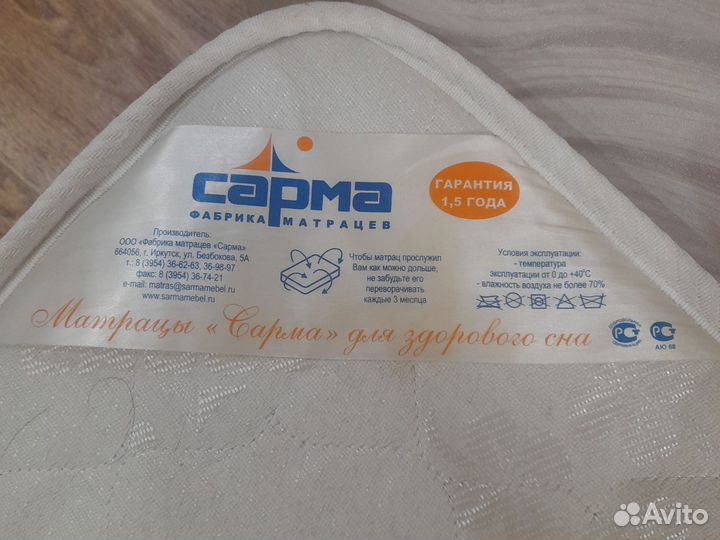 сарма
ФАБРИКА МАТРАЦЕВ
ГАРАНТИЯ
1,5 ГОДА
Производитель:
ООО «Фабрика матрацев «Сарма»
664056, г. Иркутск, ул. Безбокова, 5А
т.: 8 (3954) 36-62-63, 36-98-97
факс: 8 (3954) 36-74-21
e-mail: matras@sarmamebel.ru
www.sarmamebel.ru
Чтобы матрац прослужил
Вам как можно дольше,
не забудьте его
переворачивать
каждые 3 месяца
Условия эксплуатации:
- температура
эксплуатации от 0 до +40°С
- влажность воздуха не более 70%
Матрацы «Сарма» для здорового сна
АЮ 68
Avito